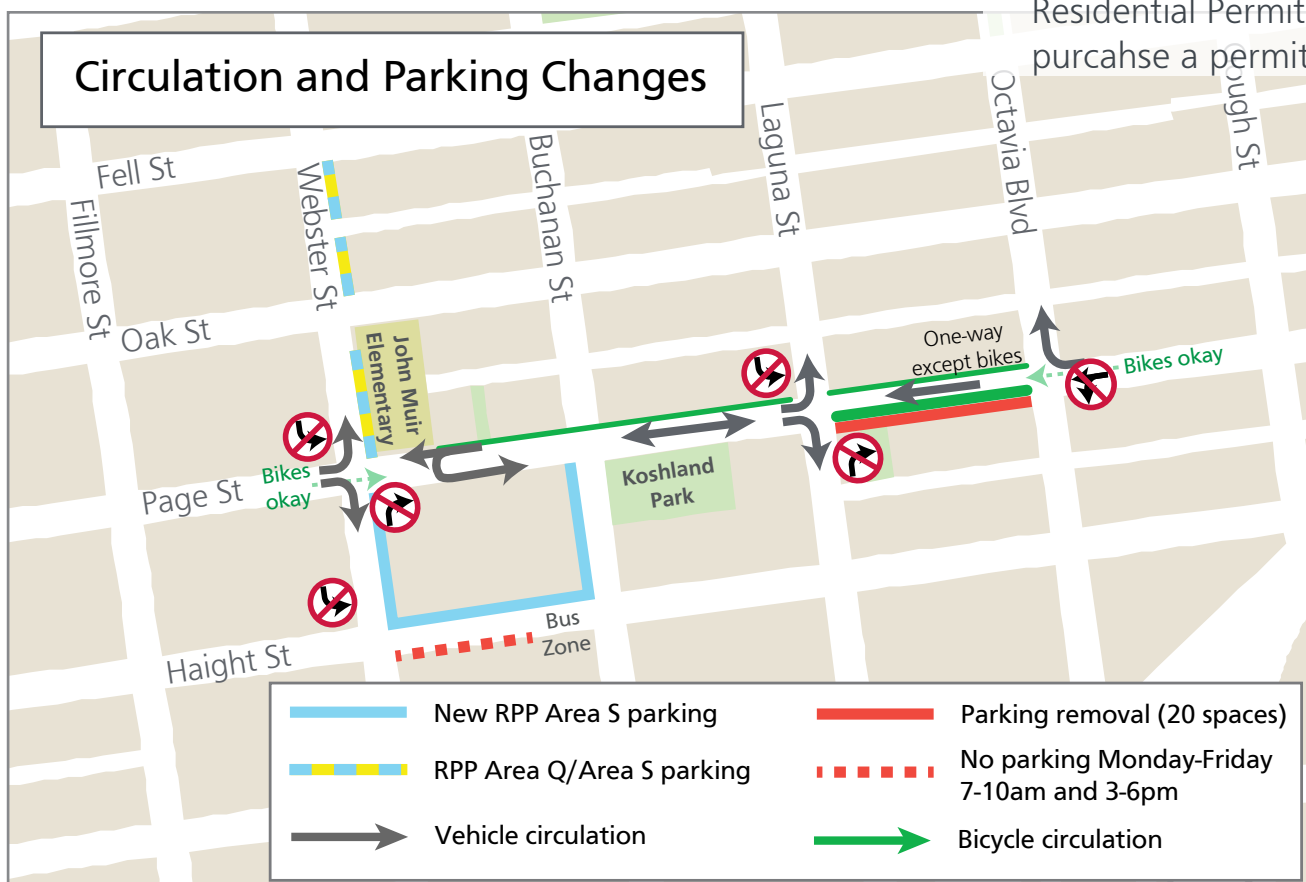 Residential Permit
purcahse a permit
Circulation and Parking Changes
Fell St
Fillmore St
Webster St
Buchanan St
Laguna St
Octavia Blvd
ough St
Oak St
John Muir
Elementary
One-way
except bikes
Bikes okay
Bikes
okay
Page St
Koshland
Park
Haight St
Bus
Zone
New RPP Area S parking
RPP Area Q/Area S parking
Vehicle circulation
Parking removal (20 spaces)
No parking Monday-Friday
7-10am and 3-6pm
Bicycle circulation